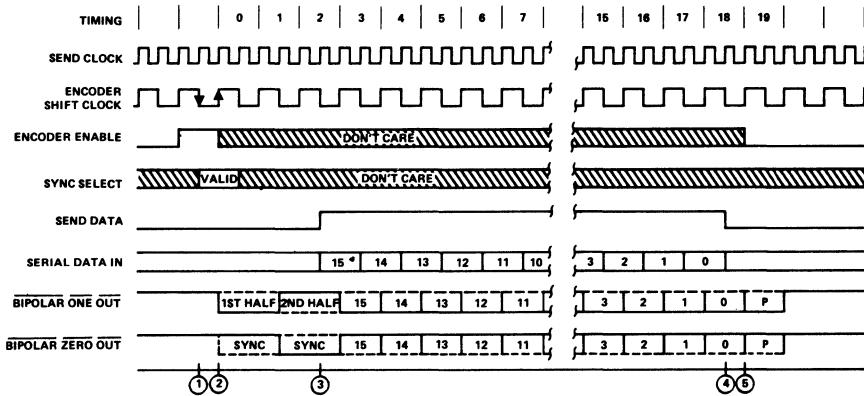 TIMING 0 1 2 3 4 5 6 7 15 16 17 18 19
SEND CLOCK
ENCODER
SHIFT CLOCK
ENCODER ENABLE DON'T CARE
SYNC SELECT VALID DON'T CARE
SEND DATA
SERIAL DATA IN 15* 14 13 12 11 10 3 2 1 0
BIPOLAR ONE OUT 1ST HALF 2ND HALF 15 14 13 12 11 3 2 1 0 P
BIPOLAR ZERO OUT SYNC SYNC 15 14 13 12 11 3 2 1 0 P
1 2 3 4 5